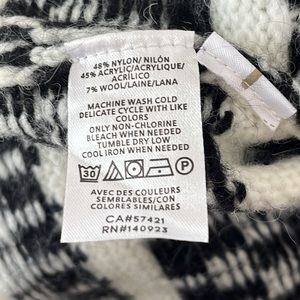 48% NYLON/ NILÓN
45% ACRYLIC/ACRYLIQUE/
ACRÍLICO
7% WOOL/LAINE/LANA
MACHINE WASH COLD
DELICATE CYCLE WITH LIKE
COLORS
ONLY NON-CHLORINE
BLEACH WHEN NEEDED
TUMBLE DRY LOW
COOL IRON WHEN NEEDED
30 P
AVEC DES COULEURS
SEMBLABLES/CON
COLORES SIMILARES
CA#57421
RN#140923